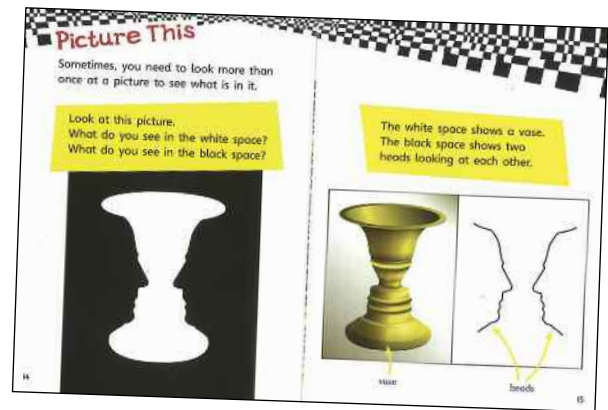 Picture This
Sometimes, you need to look more than
once at a picture to see what is in it.
Look at this picture.
What do you see in the white space?
What do you see in the black space?
14
The white space shows a vase.
The black space shows two
heads looking at each other.
vase
heads
15